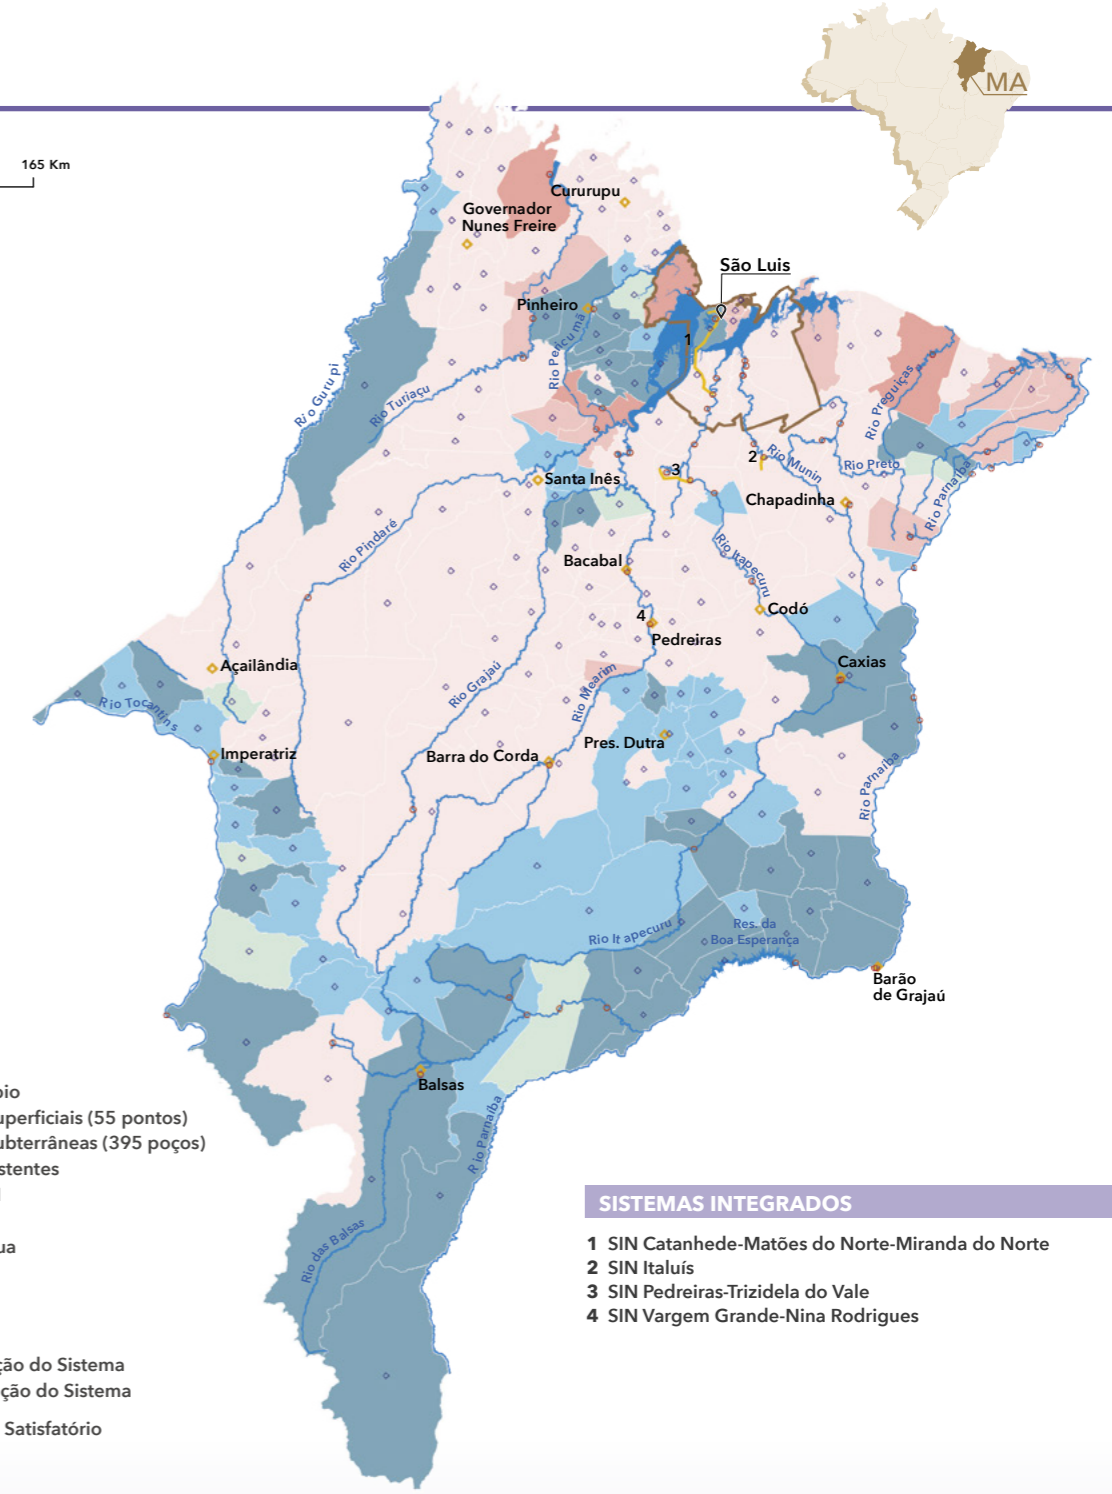 MA
165 Km
Cururupu
Governador
Nunes Freire
São Luis
Pinheiro
1
Rio Pericumã
Rio Gurupi
Rio Turiaçu
Rio Preguiças
2
Rio Munin
Rio Preto
3
Santa Inês
Chapadinha
Rio Parnaíba
Rio Pindaré
Bacabal
Rio Itapecuru
Codó
4
Pedreiras
Açailândia
Caxias
Rio Grajaú
Rio Mearim
Rio Tocantins
Imperatriz
Barra do Corda
Pres. Dutra
Rio Parnaíba
Rio It apecuru
Res. da
Boa Esperança
Barão
de Grajaú
Balsas
Rio Parnaíba
Rio das Balsas
pio
uperficiais (55 pontos)
ubterrâneas (395 poços)
stentes
ua
ção do Sistema
ção do Sistema
Satisfatório
SISTEMAS INTEGRADOS
1 SIN Catanhede-Matões do Norte-Miranda do Norte
2 SIN Italuís
3 SIN Pedreiras-Trizidela do Vale
4 SIN Vargem Grande-Nina Rodrigues